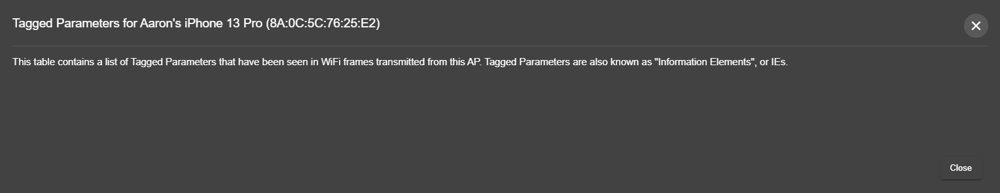 Tagged Parameters for Aaron's iPhone 13 Pro (8A:0C:5C:76:25:E2)
This table contains a list of Tagged Parameters that have been seen in WiFi frames transmitted from this AP. Tagged Parameters are also known as "Information Elements", or IEs.
Close